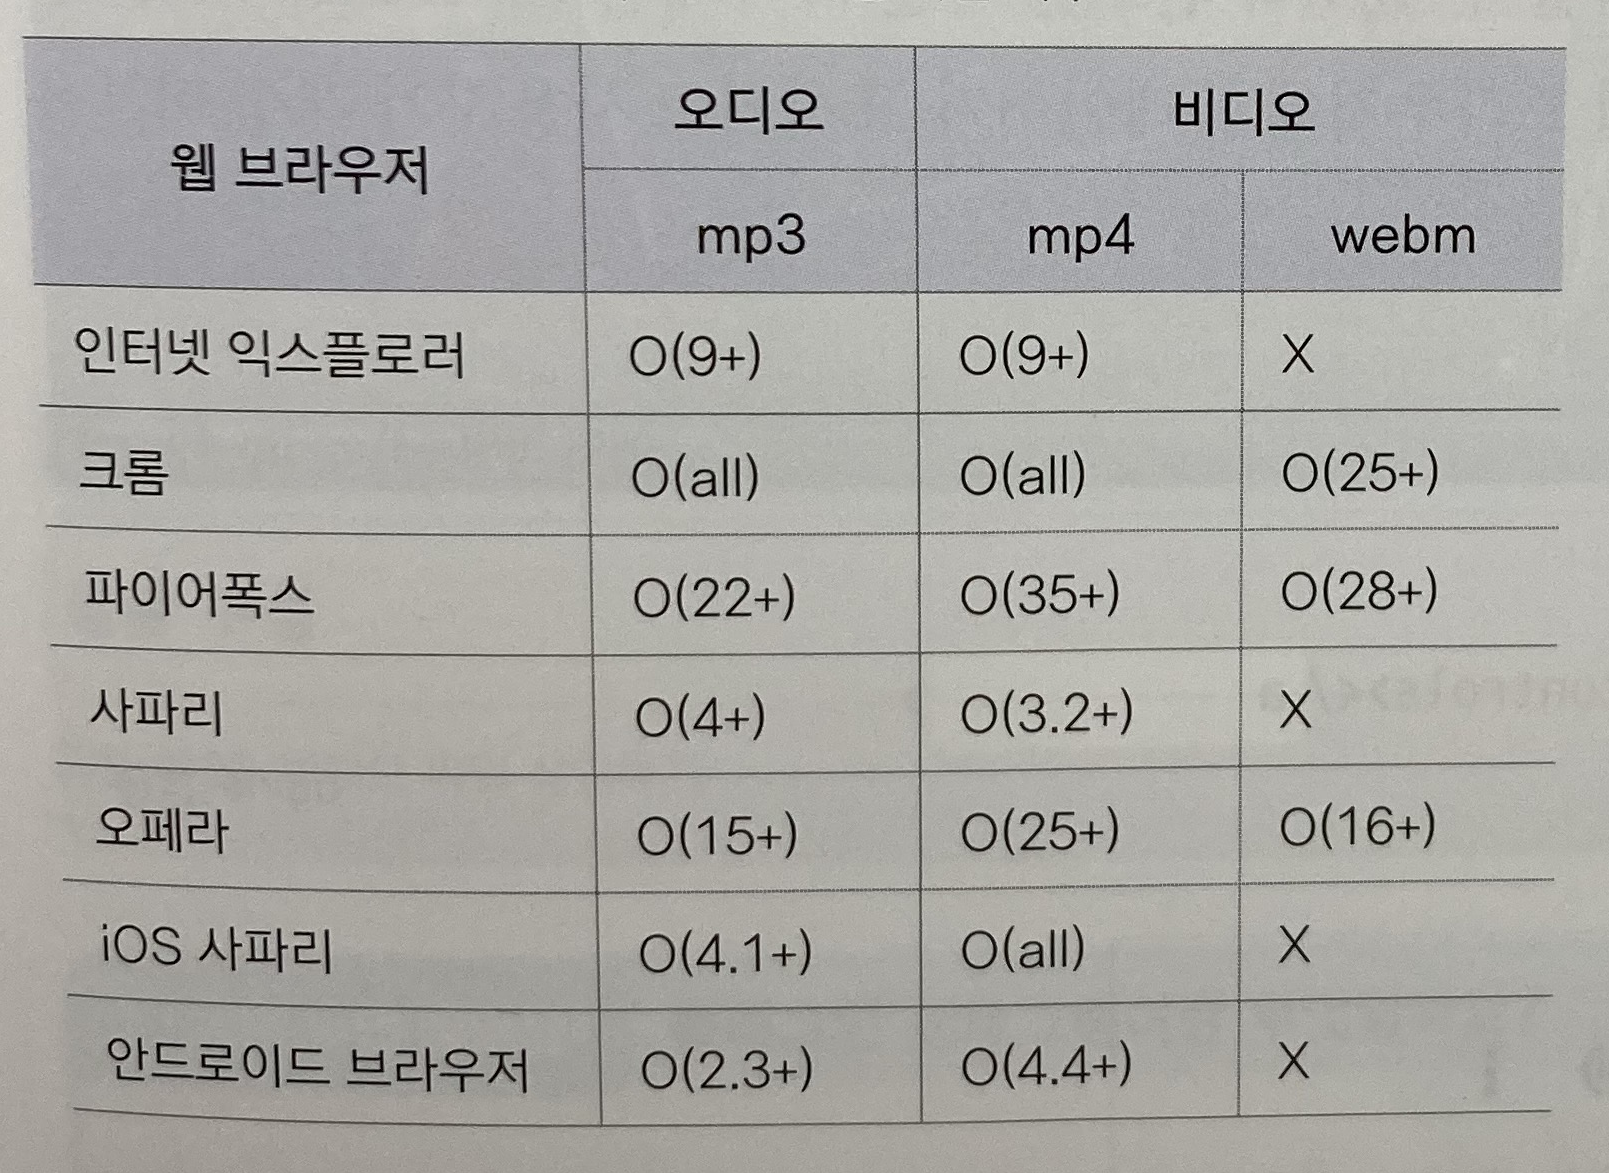 웹 브라우저 오디오 비디오
mp3 mp4 webm
인터넷 익스플로러 O(9+) O(9+) X
크롬 O(all) O(all) O(25+)
파이어폭스 O(22+) O(35+) O(28+)
사파리 O(4+) O(3.2+) X
오페라 O(15+) O(25+) O(16+)
iOS 사파리 O(4.1+) O(all) X
안드로이드 브라우저 O(2.3+) O(4.4+) X